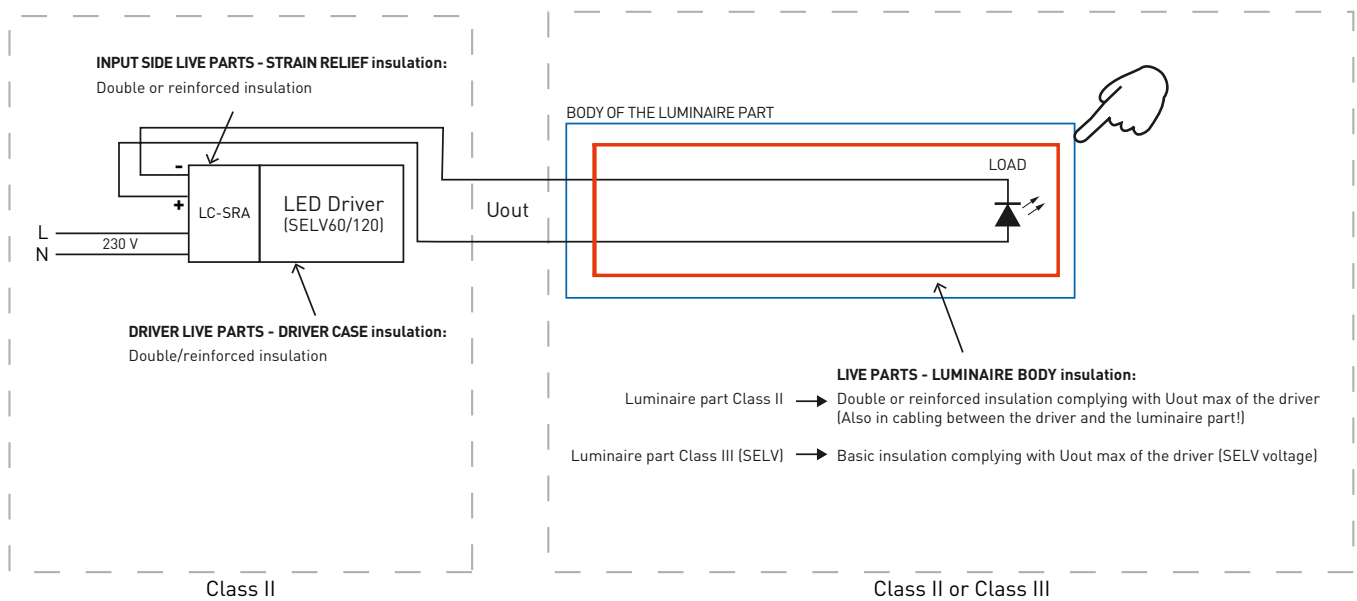 INPUT SIDE LIVE PARTS - STRAIN RELIEF insulation:
Double or reinforced insulation
-
+
LC-SRA
LED Driver
(SELV60/120)
L
N
230 V
DRIVER LIVE PARTS - DRIVER CASE insulation:
Double/reinforced insulation
Class II
Uout
BODY OF THE LUMINAIRE PART
LOAD
LIVE PARTS - LUMINAIRE BODY insulation:
Luminaire part Class II
Double or reinforced insulation complying with Uout max of the driver
(Also in cabling between the driver and the luminaire part!)
Luminaire part Class III (SELV)
Basic insulation complying with Uout max of the driver (SELV voltage)
Class II or Class III